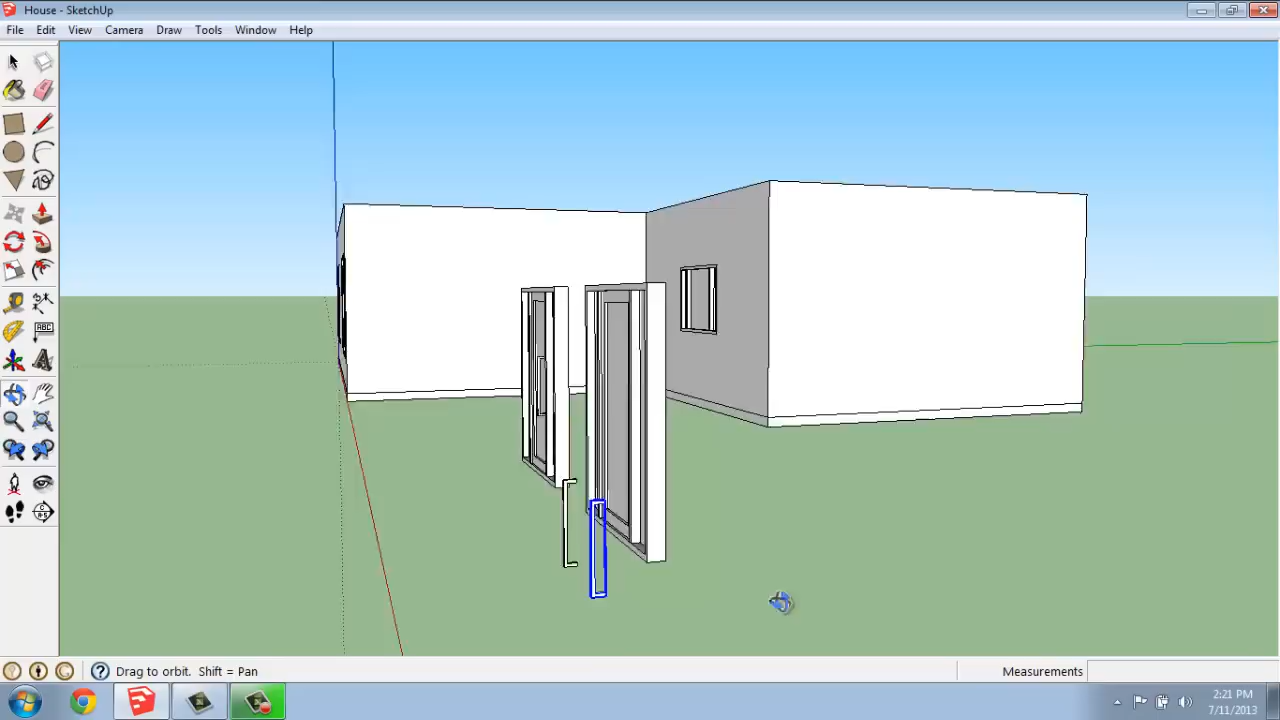 House - SketchUp
File Edit View Camera Draw Tools Window Help
ABC
Drag to orbit. Shift = Pan
Measurements
2:21 PM
7/11/2013